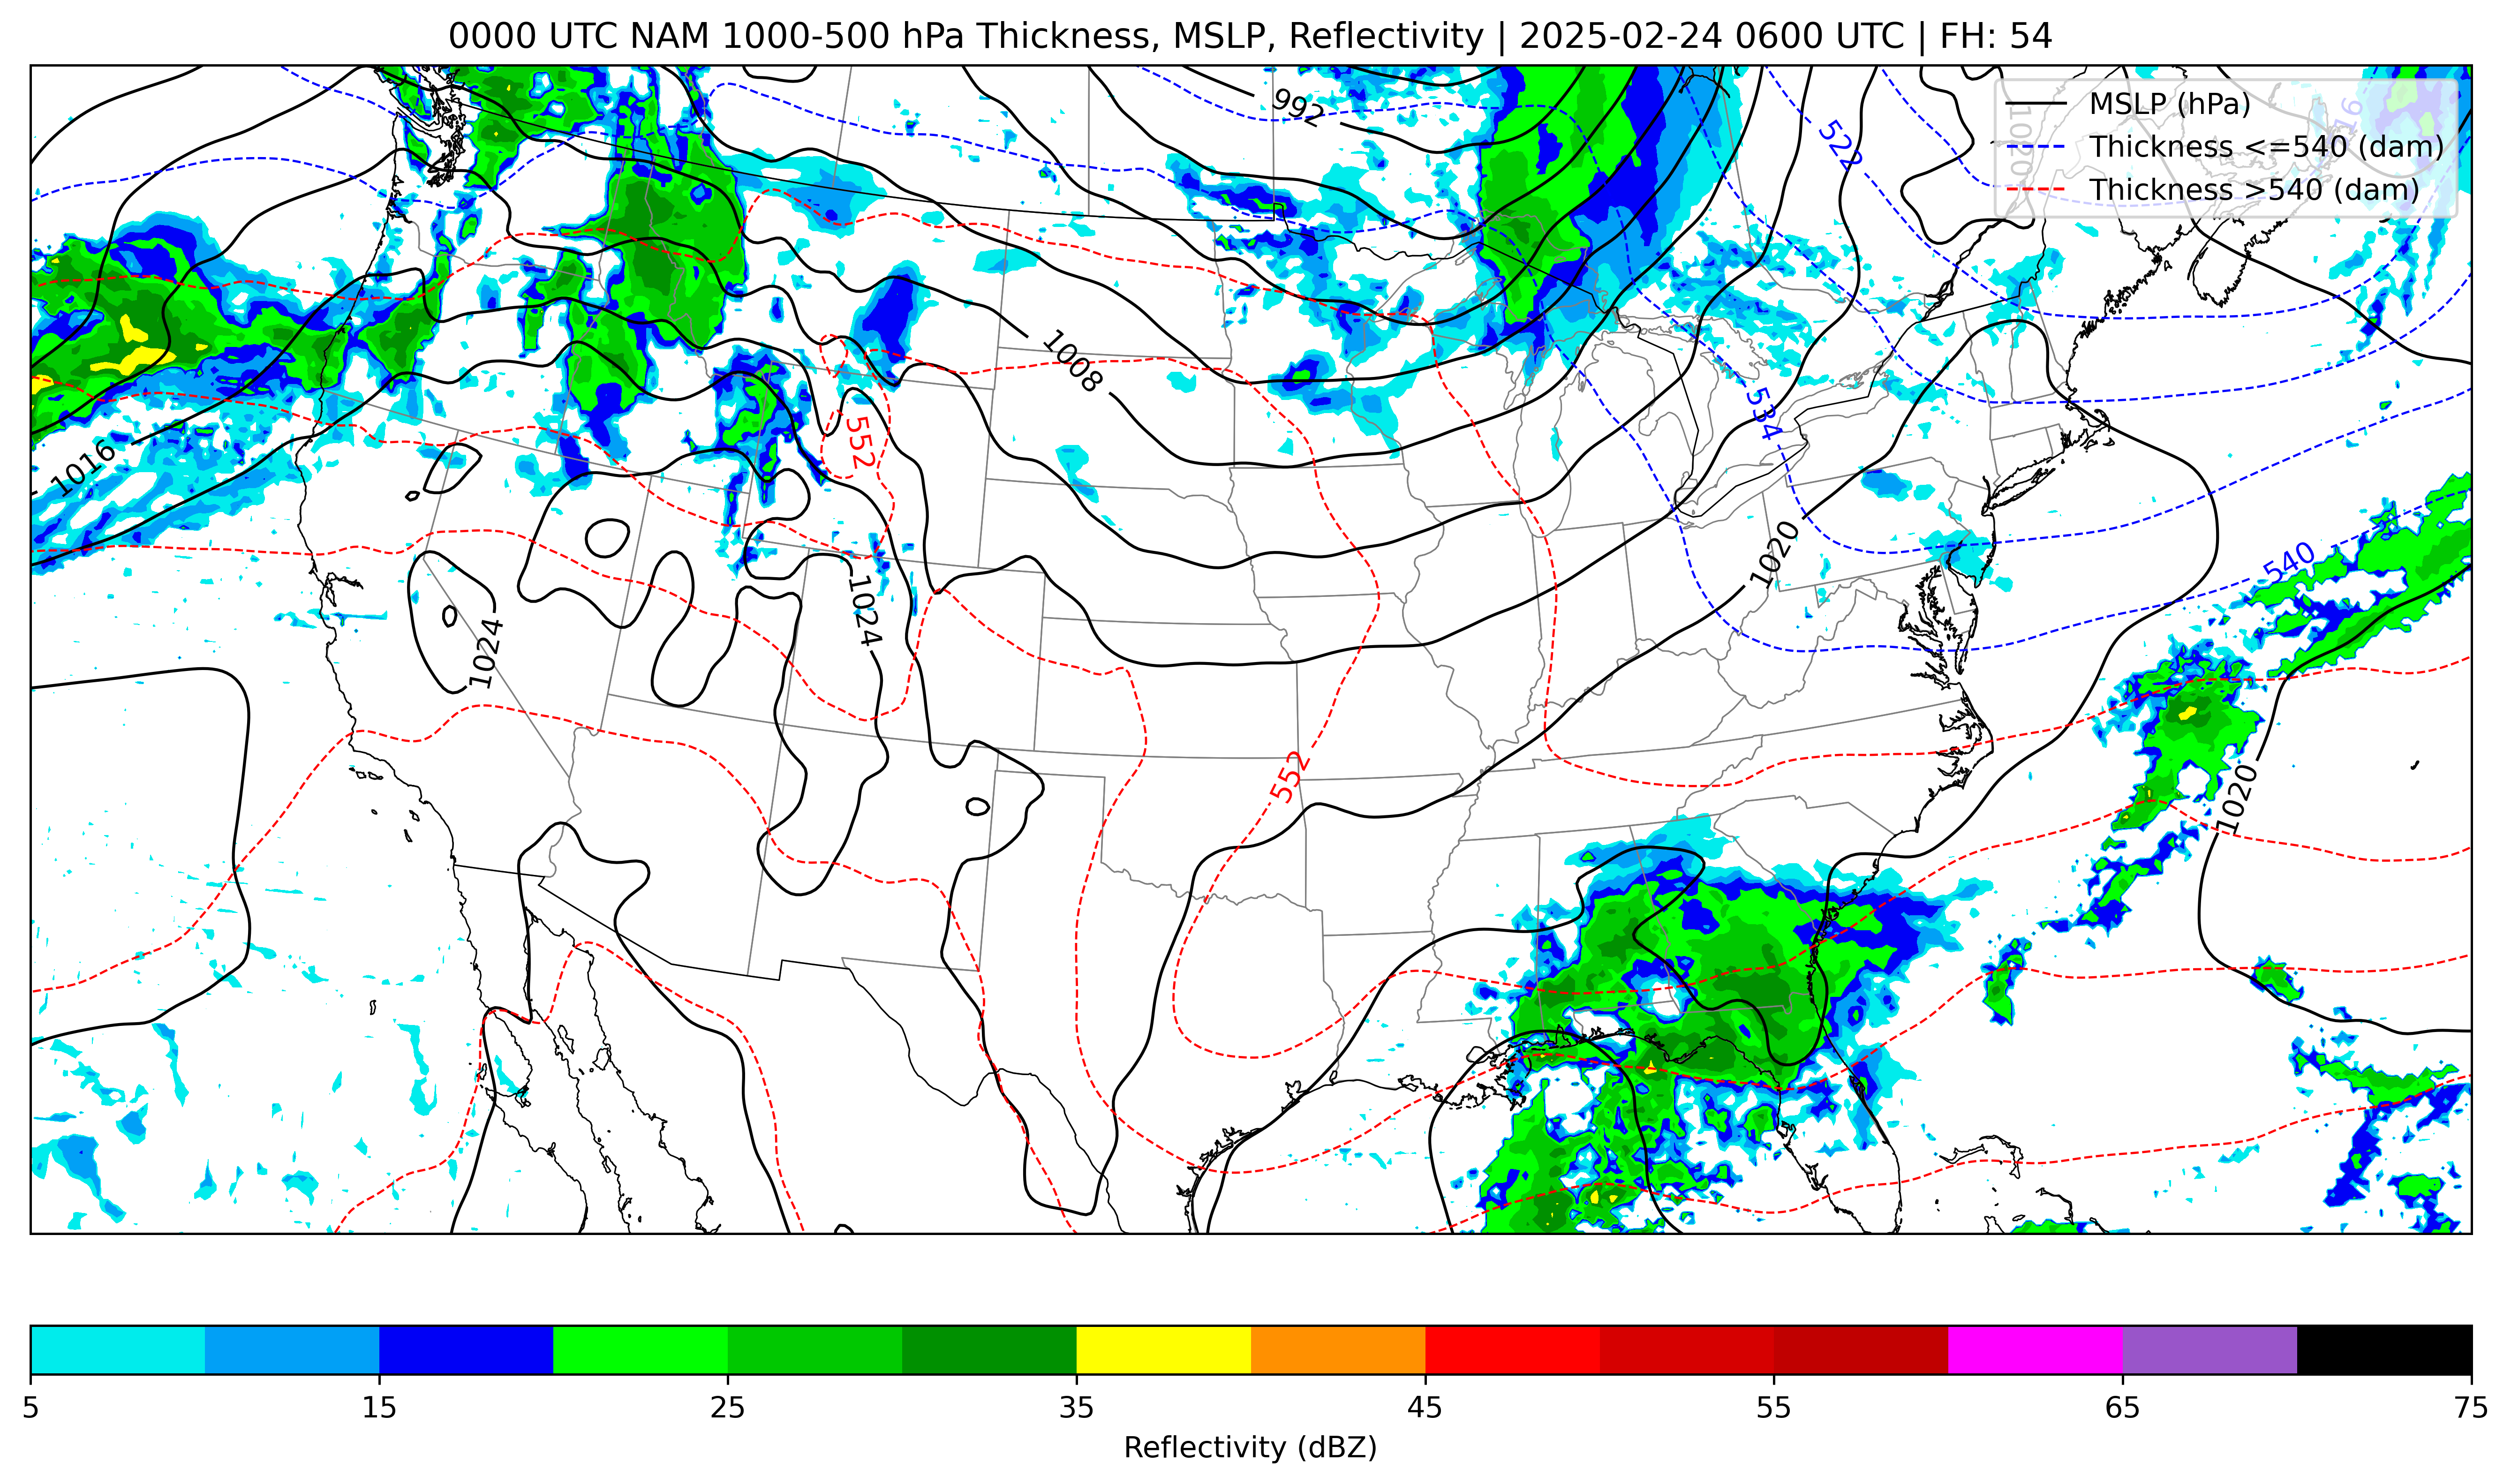 0000 UTC NAM 1000-500 hPa Thickness, MSLP, Reflectivity | 2025-02-24 0600 UTC | FH: 54
992
522
1020
MSLP (hPa)
Thickness <=540 (dam)
Thickness >540 (dam)
1008
534
552
1016
1020
540
1024
1024
552
1020
5 15 25 35 45 55 65 75
Reflectivity (dBZ)